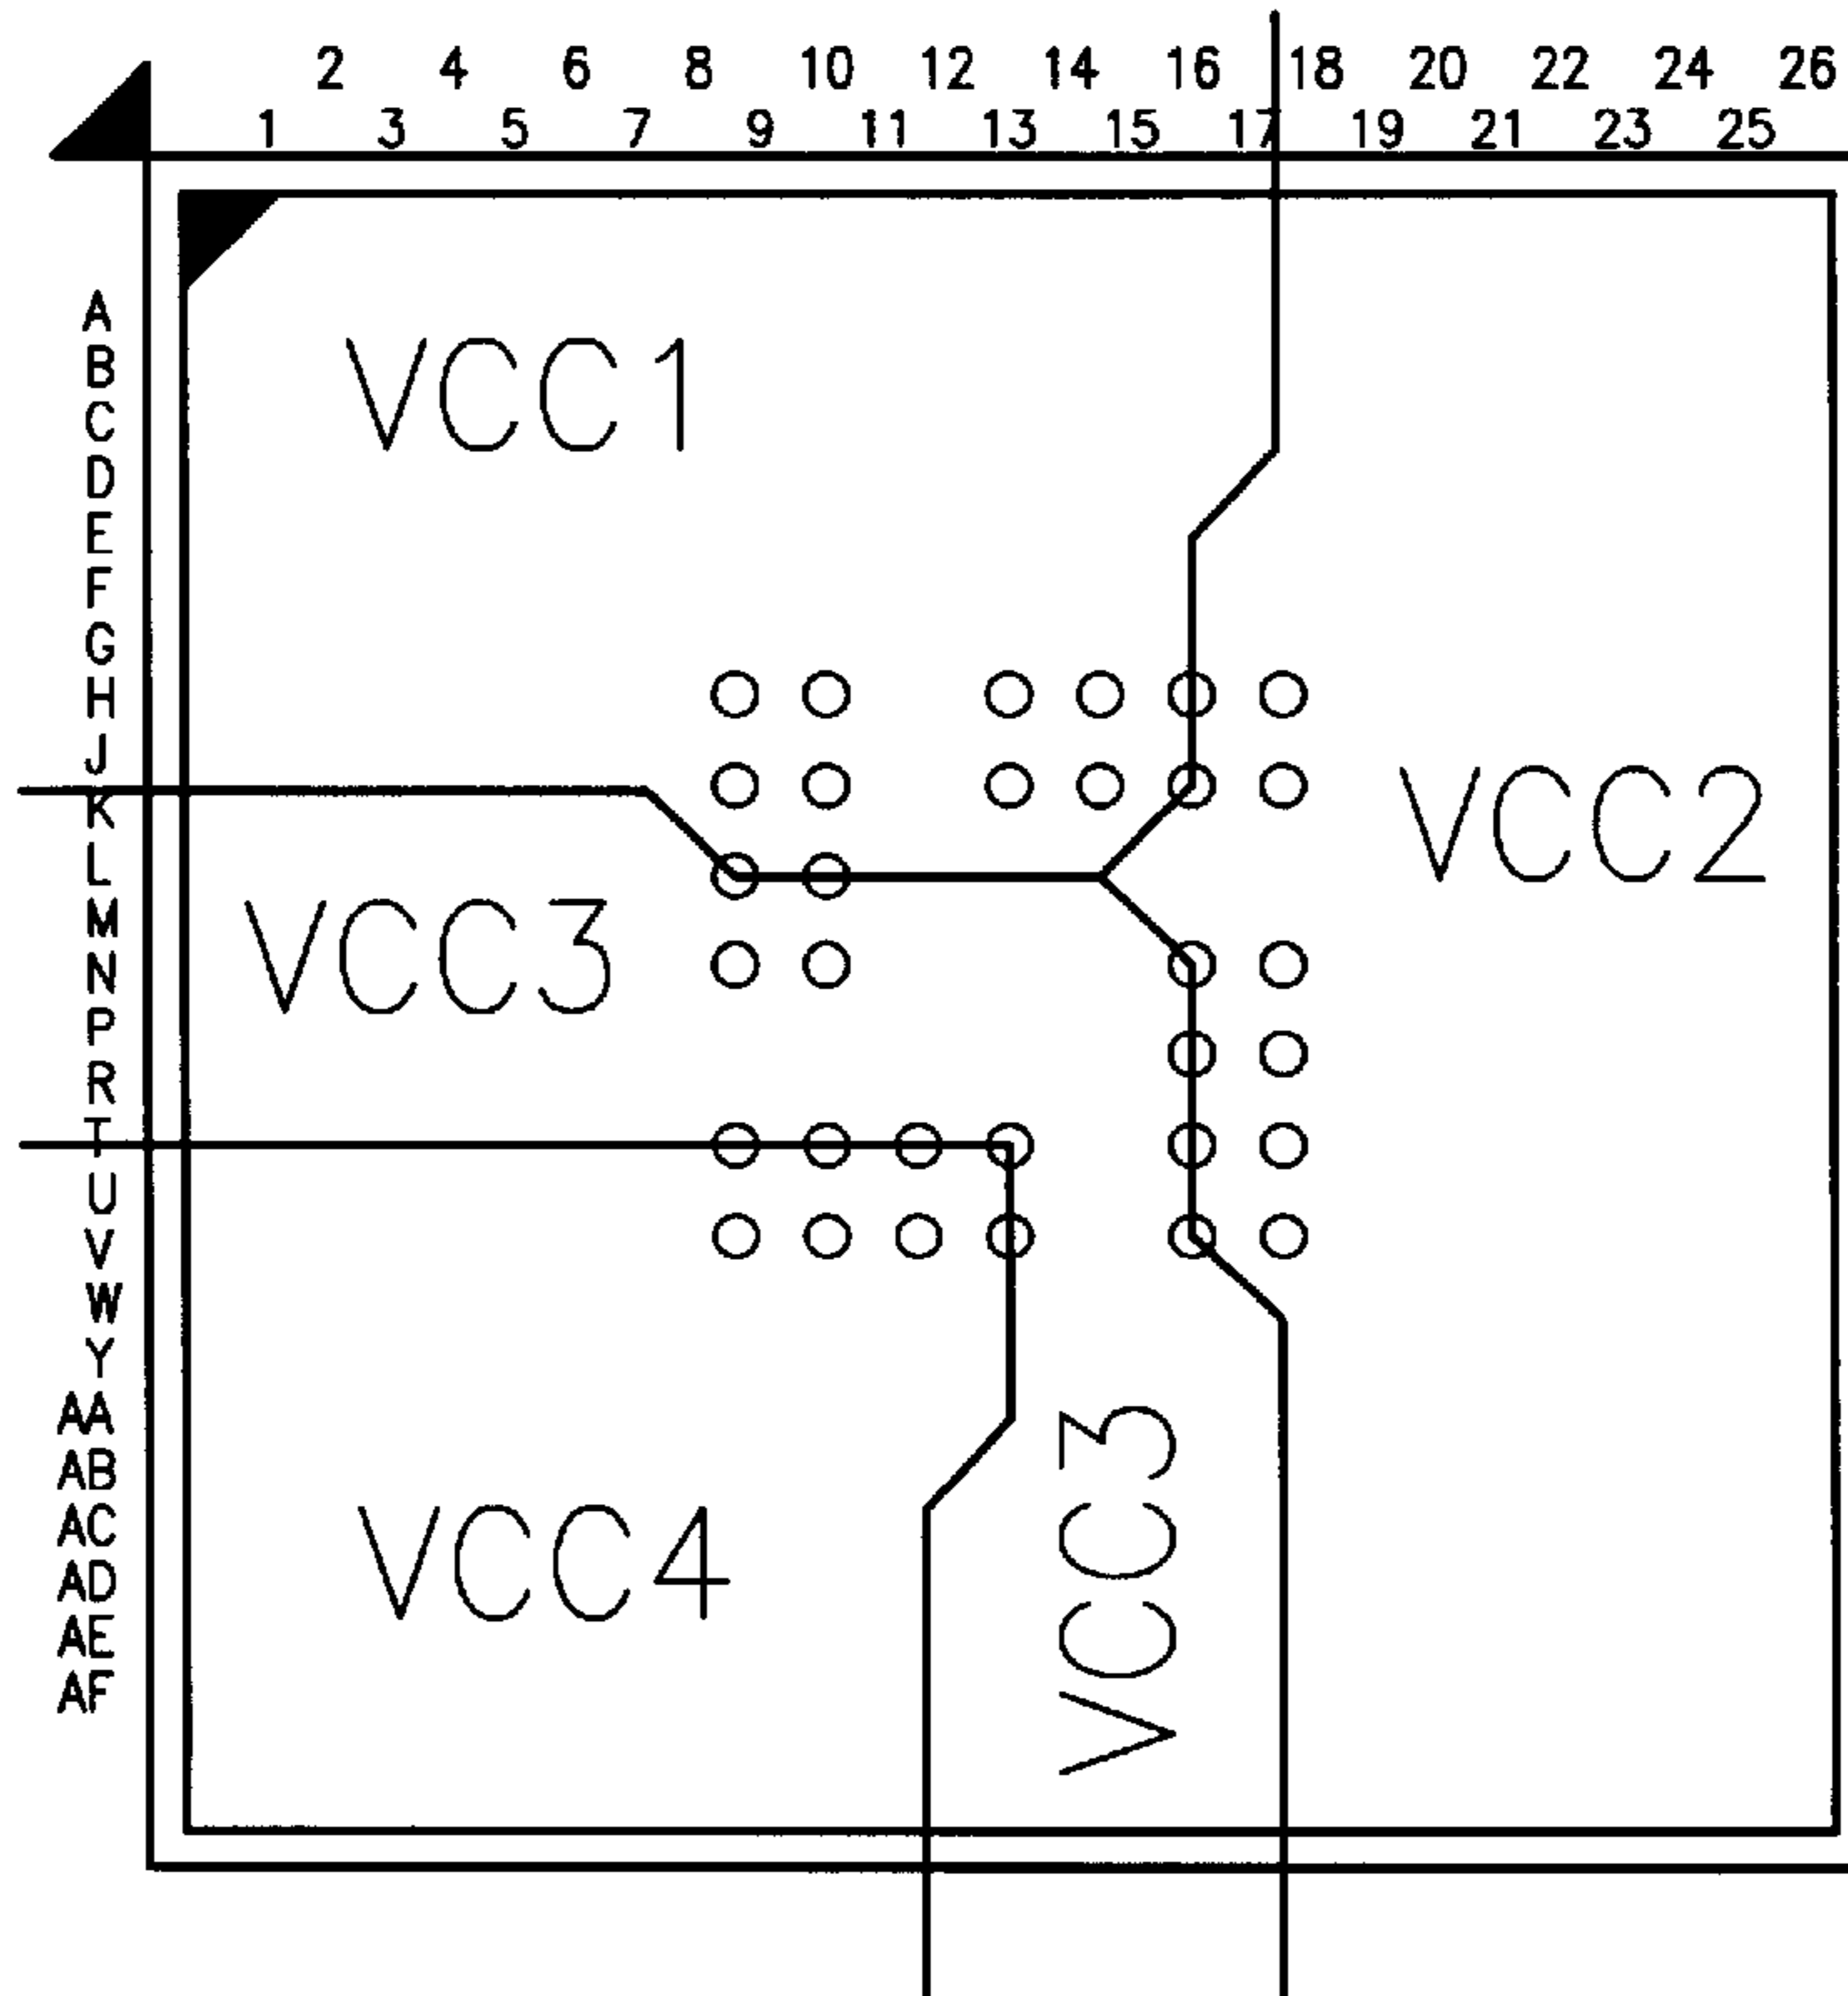 2 4 6 8 10 12 14 16 18 20 22 24 26
1 3 5 7 9 11 13 15 17 19 21 23 25
A
B
VCC1
C
D
E
F
G
H
J
VCC2
K
L
M
VCC3
N
P
R
T
U
V
W
Y
AA
AB
AC
VCC4
VCC3
AD
AE
AF